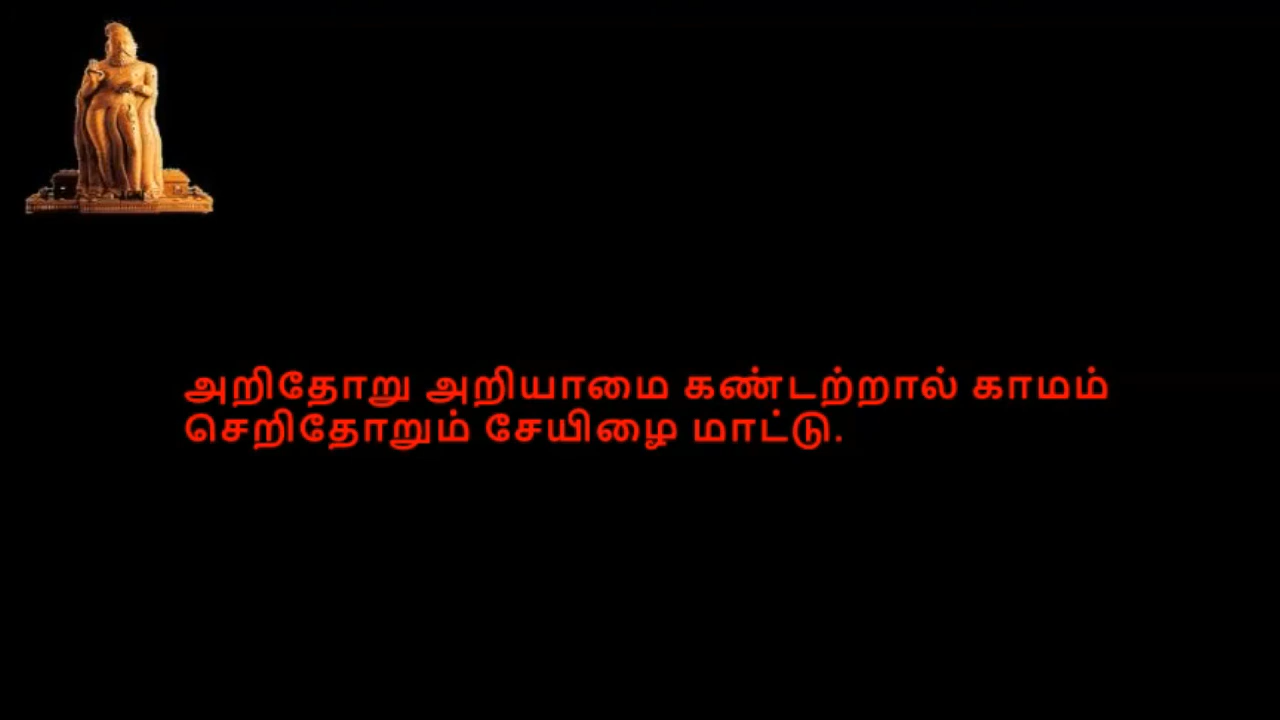 அறிதோறு அறியாமை கண்டற்றால் காமம்
செறிதோறும் சேயிழை மாட்டு.